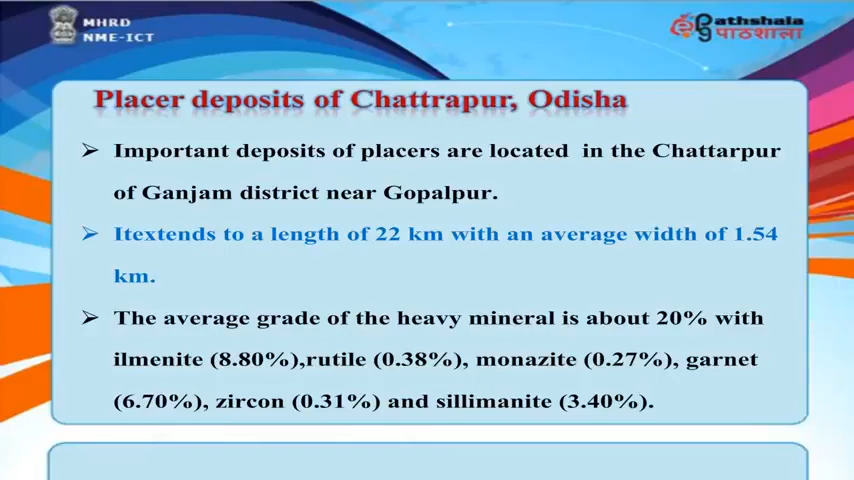 MHRD
NME-ICT
athshala
पाठशाला
Placer deposits of Chattrapur, Odisha
➢ Important deposits of placers are located in the Chattarpur
of Ganjam district near Gopalpur.
➢ Itextends to a length of 22 km with an average width of 1.54
km.
➢ The average grade of the heavy mineral is about 20% with
ilmenite (8.80%),rutile (0.38%), monazite (0.27%), garnet
(6.70%), zircon (0.31%) and sillimanite (3.40%).